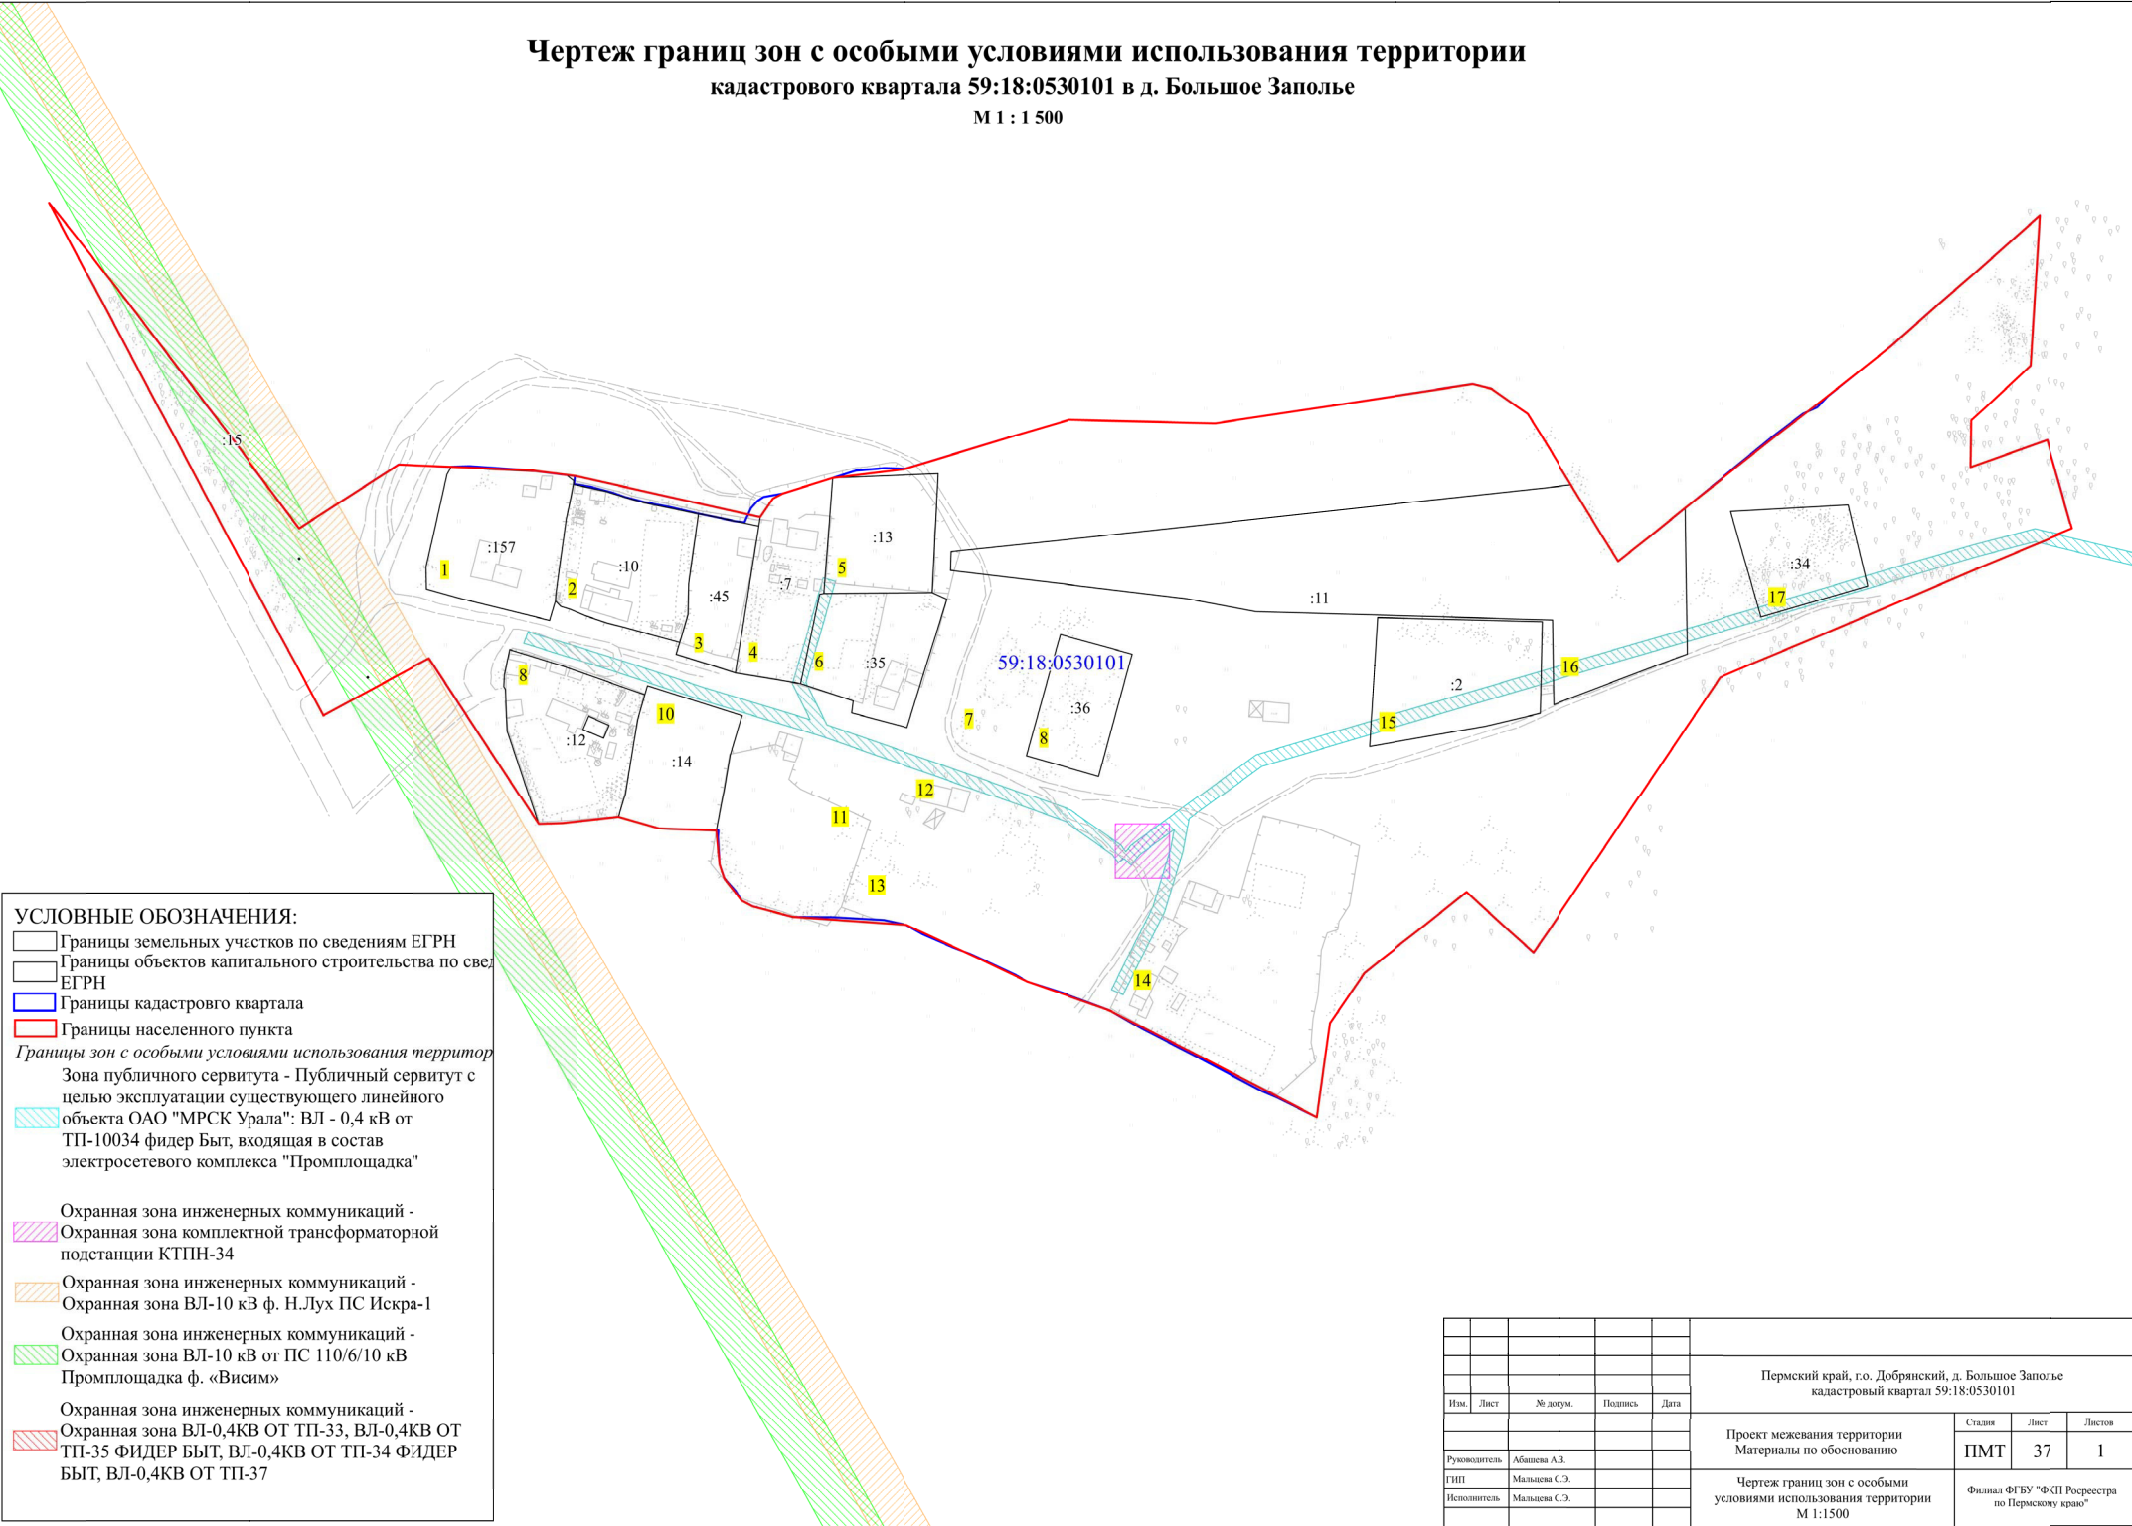 Чертеж границ зон с особыми условиями использования территории
кадастрового квартала 59:18:0530101 в д. Большое Заполье
М 1 : 1 500
:15
:157
1
2
:10
:45
3
4
:7
5
:13
6
:35
7
59:18:0530101
:36
8
:11
:2
15
16
17
:34
8
:12
10
:14
11
12
13
14
УСЛОВНЫЕ ОБОЗНАЧЕНИЯ:
Границы земельных участков по сведениям ЕГРН
Границы объектов капитального строительства по свед
ЕГРН
Границы кадастровго квартала
Границы населенного пункта
Границы зон с особыми условиями использования территор
Зона публичного сервитута - Публичный сервитут с
целью эксплуатации существующего линейного
объекта ОАО "МРСК Урала": ВЛ - 0,4 кВ от
ТП-10034 фидер Быт, входящая в состав
электросетевого комплекса "Промплощадка"
Охранная зона инженерных коммуникаций -
Охранная зона комплектной трансформаторной
подстанции КТПН-34
Охранная зона инженерных коммуникаций -
Охранная зона ВЛ-10 кВ ф. Н.Лух ПС Искра-1
Охранная зона инженерных коммуникаций -
Охранная зона ВЛ-10 кВ от ПС 110/6/10 кВ
Промплощадка ф. «Висим»
Охранная зона инженерных коммуникаций -
Охранная зона ВЛ-0,4КВ ОТ ТП-33, ВЛ-0,4КВ ОТ
ТП-35 ФИДЕР БЫТ, ВЛ-0,4КВ ОТ ТП-34 ФИДЕР
БЫТ, ВЛ-0,4КВ ОТ ТП-37
Пермский край, г.о. Добрянский, д. Большое Заполье
кадастровый квартал 59:18:0530101
Изм. Лист № догум. Подпись Дата
Проект межевания территории
Материалы по обоснованию
Стадия Лист Листов
ПМТ 37 1
Руководитель Абашева А.З.
ГИП Мальцева С.Э.
Исполнитель Мальцева С.Э.
Чертеж границ зон с особыми
условиями использования территории
М 1:1500
Филиал ФГБУ "ФКП Росреестра
по Пермскому краю"